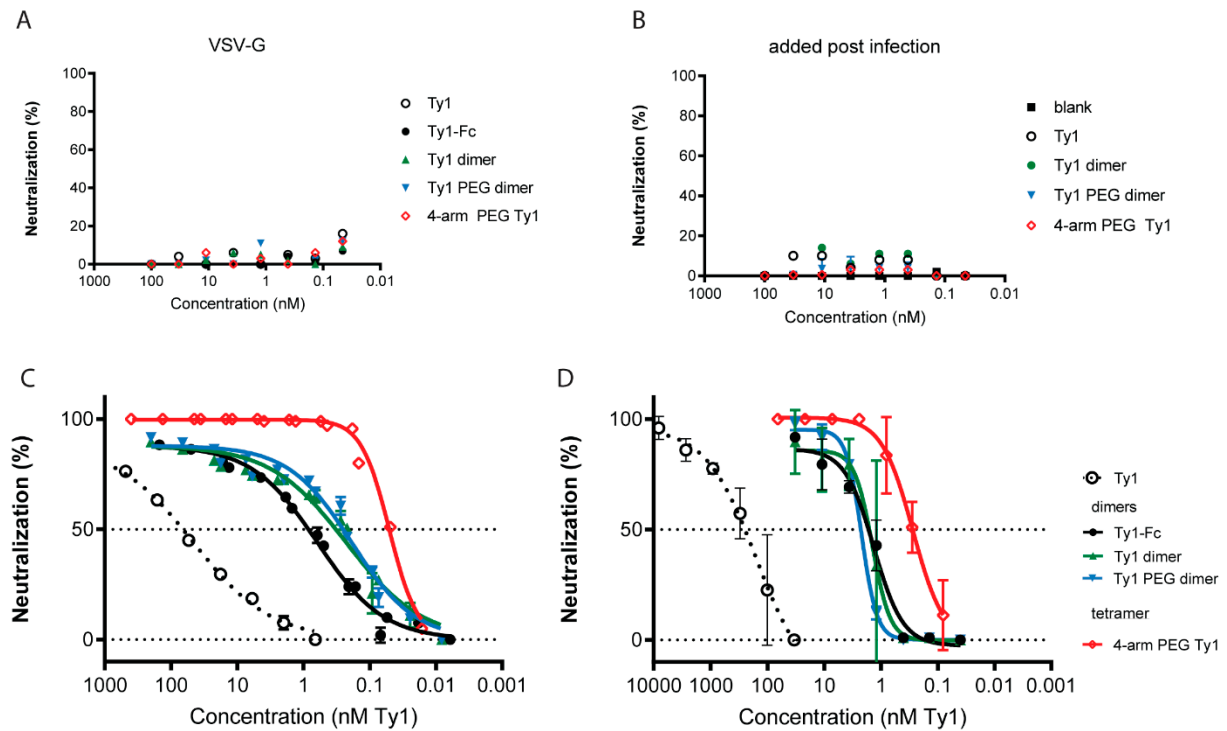 A
VSV-G
Neutralization (%)
100
80
60
40
20
0
1000
100
10
1
0.1
0.01
Concentration (nM)
Ty1
Ty1-Fc
Ty1 dimer
Ty1 PEG dimer
4-arm PEG Ty1
B
added post infection
Neutralization (%)
100
80
60
40
20
0
1000
100
10
1
0.1
0.01
Concentration (nM)
blank
Ty1
Ty1 dimer
Ty1 PEG dimer
4-arm PEG Ty1
C
Neutralization (%)
100
50
0
1000
100
10
1
0.1
0.01
0.001
Concentration (nM Ty1)
D
Neutralization (%)
100
50
0
10000
1000
100
10
1
0.1
0.01
0.001
Concentration (nM Ty1)
Ty1
dimers
Ty1-Fc
Ty1 dimer
Ty1 PEG dimer
tetramer
4-arm PEG Ty1